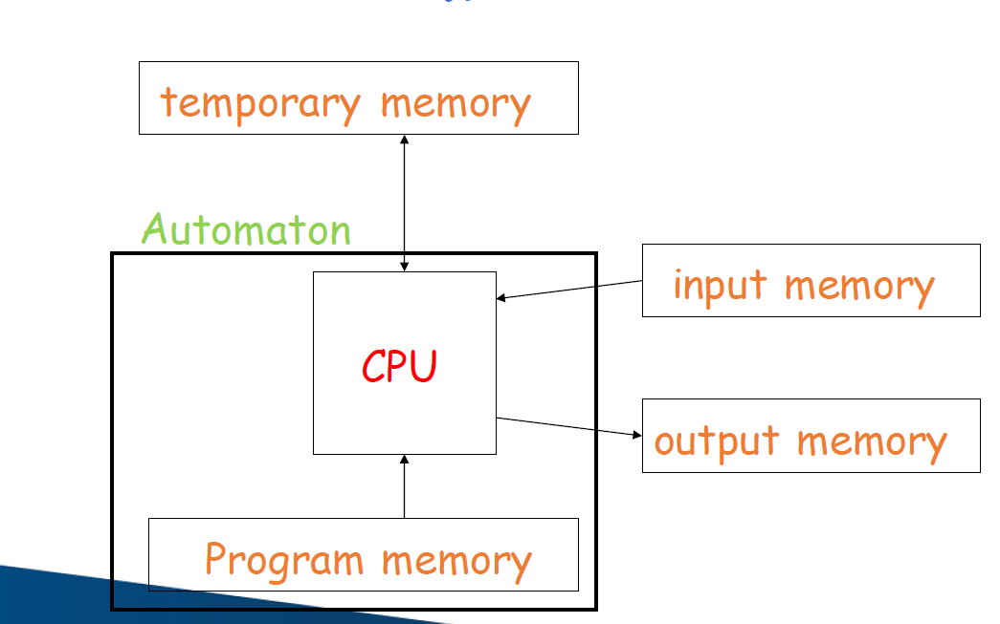 temporary memory
Automaton
input memory
CPU
output memory
Program memory